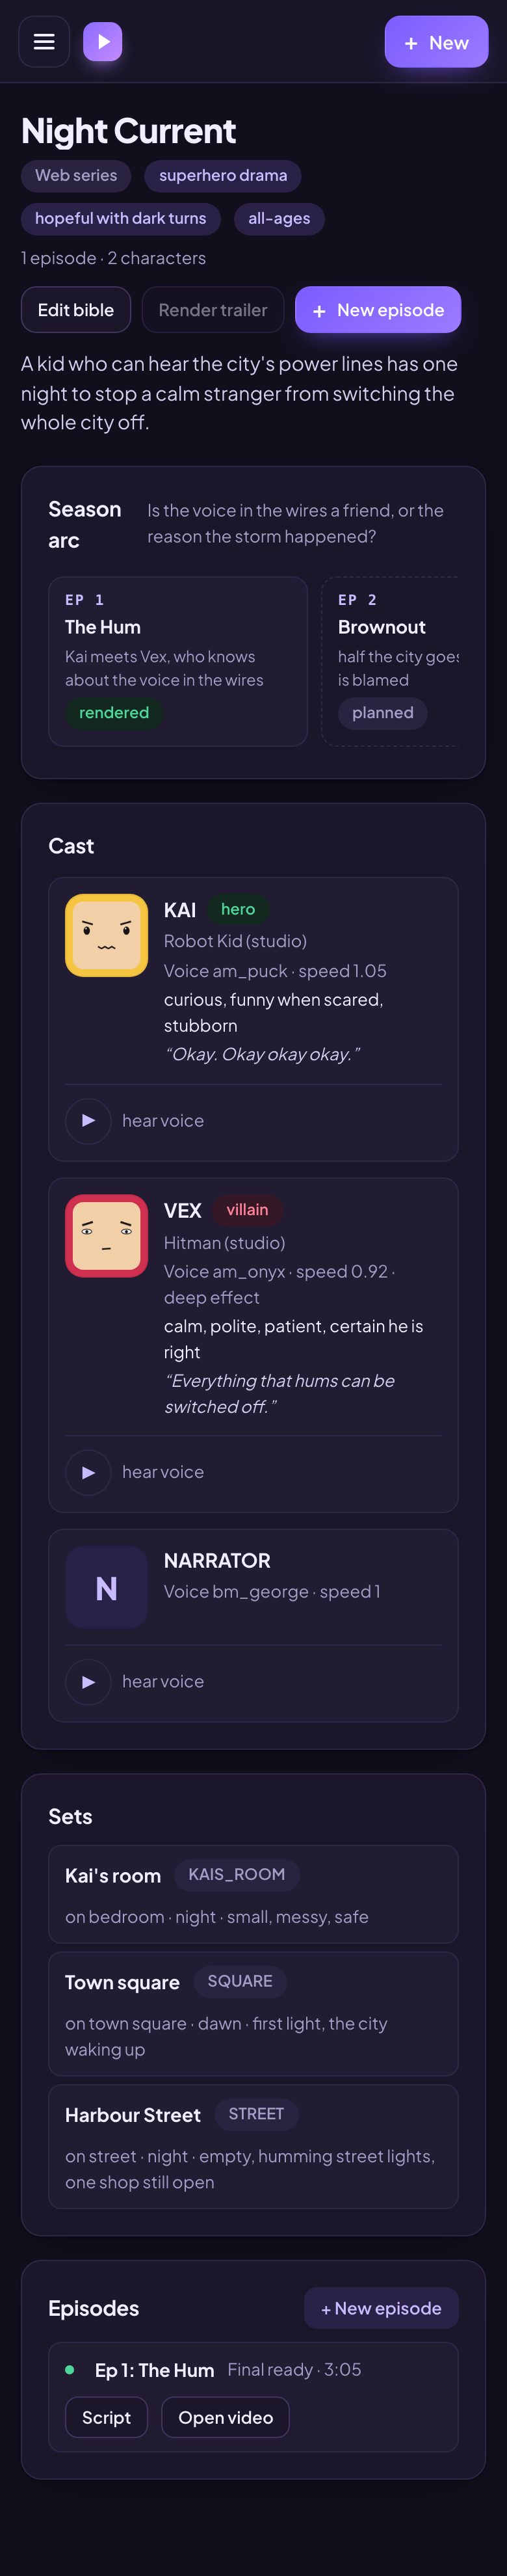 + New
Night Current
Web series
superhero drama
hopeful with dark turns
all-ages
1 episode · 2 characters
Edit bible
Render trailer
+ New episode
A kid who can hear the city's power lines has one
night to stop a calm stranger from switching the
whole city off.
Season
arc
Is the voice in the wires a friend, or the
reason the storm happened?
EP 1
The Hum
Kai meets Vex, who knows
about the voice in the wires
rendered
EP 2
Brownout
half the city goes
is blamed
planned
Cast
KAI
hero
Robot Kid (studio)
Voice am_puck · speed 1.05
curious, funny when scared,
stubborn
“Okay. Okay okay okay.”
hear voice
VEX
villain
Hitman (studio)
Voice am_onyx · speed 0.92 ·
deep effect
calm, polite, patient, certain he is
right
“Everything that hums can be
switched off.”
hear voice
N
NARRATOR
Voice bm_george · speed 1
hear voice
Sets
Kai's room
KAIS_ROOM
on bedroom · night · small, messy, safe
Town square
SQUARE
on town square · dawn · first light, the city
waking up
Harbour Street
STREET
on street · night · empty, humming street lights,
one shop still open
Episodes
+ New episode
Ep 1: The Hum
Final ready · 3:05
Script
Open video